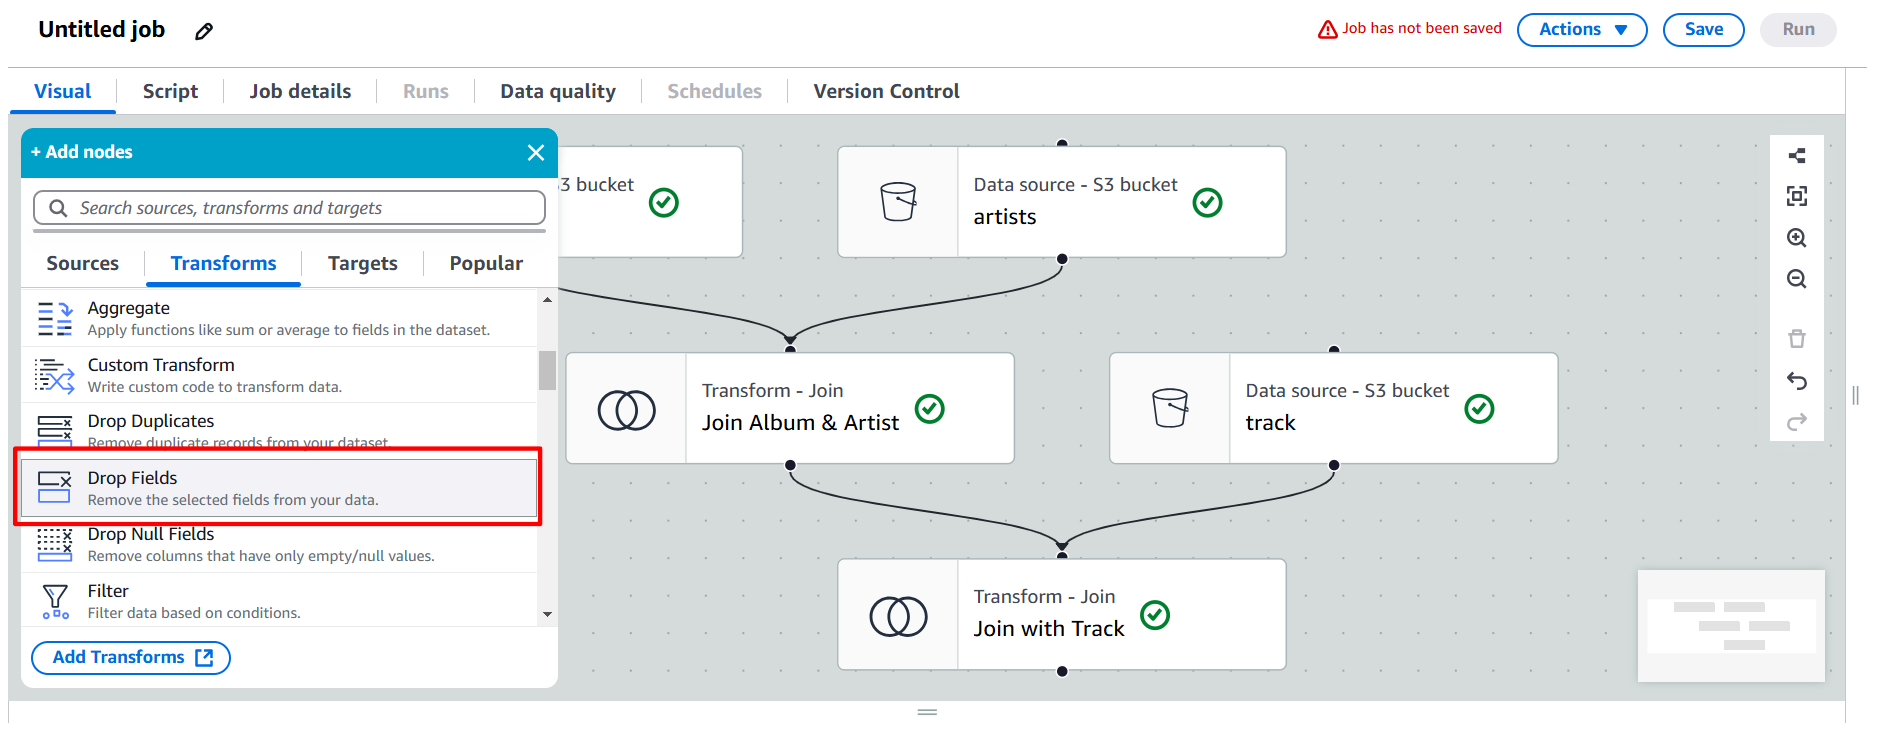 Untitled job
Job has not been saved
Actions
Save
Run
Visual
Script
Job details
Runs
Data quality
Schedules
Version Control
+ Add nodes
Search sources, transforms and targets
Sources
Transforms
Targets
Popular
Aggregate
Apply functions like sum or average to fields in the dataset.
Custom Transform
Write custom code to transform data.
Drop Duplicates
Remove duplicate records from your dataset.
Drop Fields
Remove the selected fields from your data.
Drop Null Fields
Remove columns that have only empty/null values.
Filter
Filter data based on conditions.
Add Transforms
3 bucket
Data source - S3 bucket
artists
Transform - Join
Join Album & Artist
Data source - S3 bucket
track
Transform - Join
Join with Track